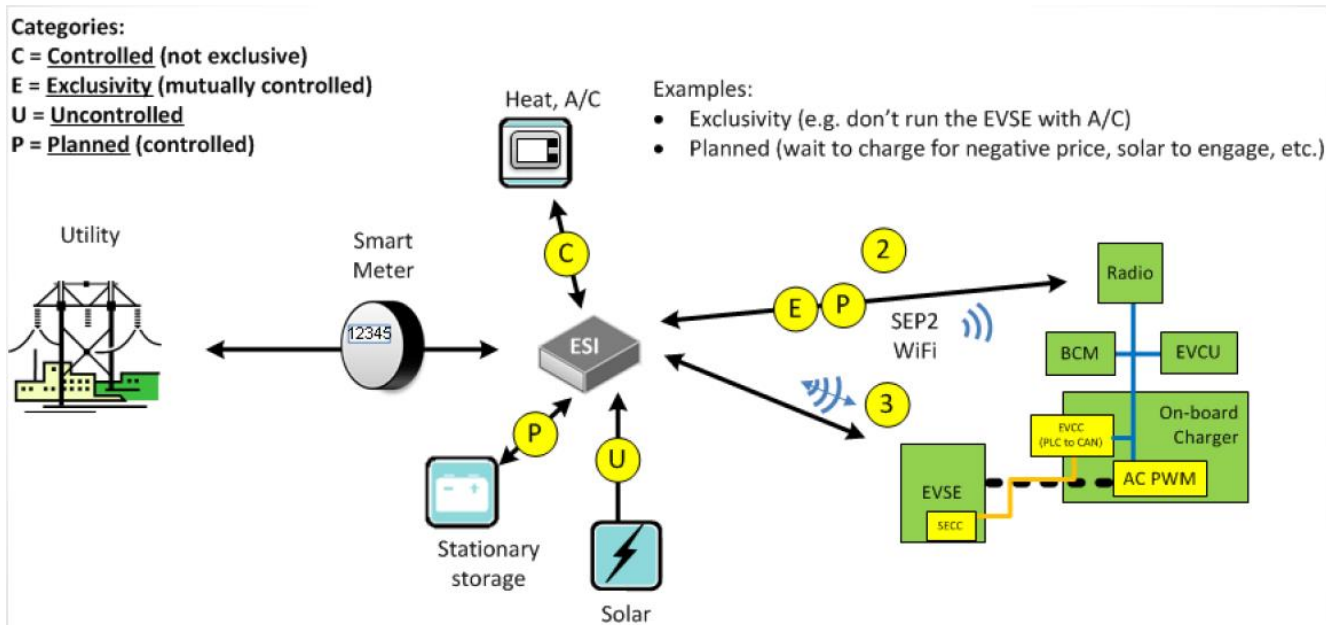 Categories:
C = Controlled (not exclusive)
E = Exclusivity (mutually controlled)
U = Uncontrolled
P = Planned (controlled)
Heat, A/C
Examples:
• Exclusivity (e.g. don't run the EVSE with A/C)
• Planned (wait to charge for negative price, solar to engage, etc.)
Utility
Smart
Meter
12345
C
ESI
2
E
P
SEP2
WiFi
Radio
BCM
EVCU
3
P
U
On-board
Charger
EVCC
(PLC to CAN)
AC PWM
EVSE
SECC
Stationary
storage
Solar